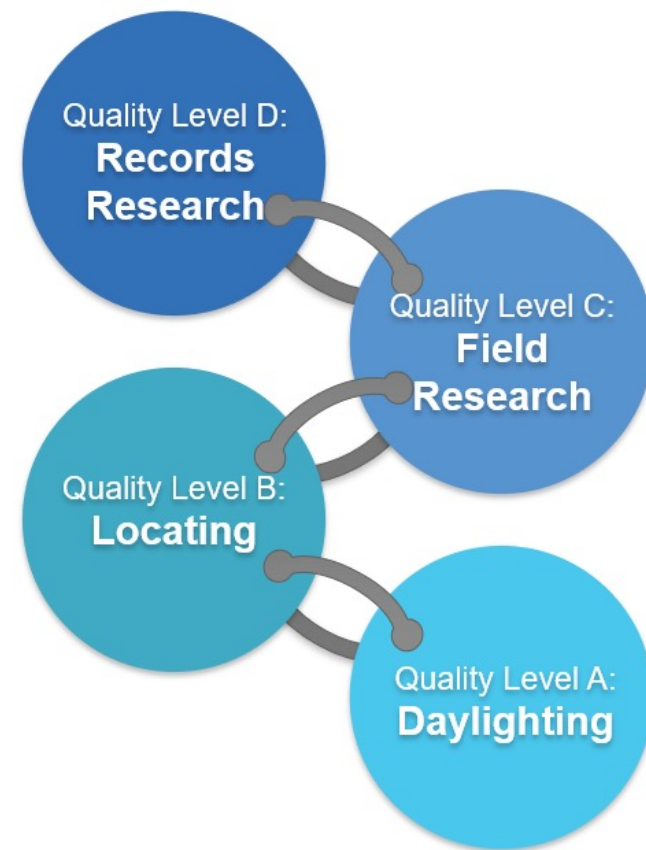 Quality Level D:
Records
Research
Quality Level C:
Field
Research
Quality Level B:
Locating
Quality Level A:
Daylighting